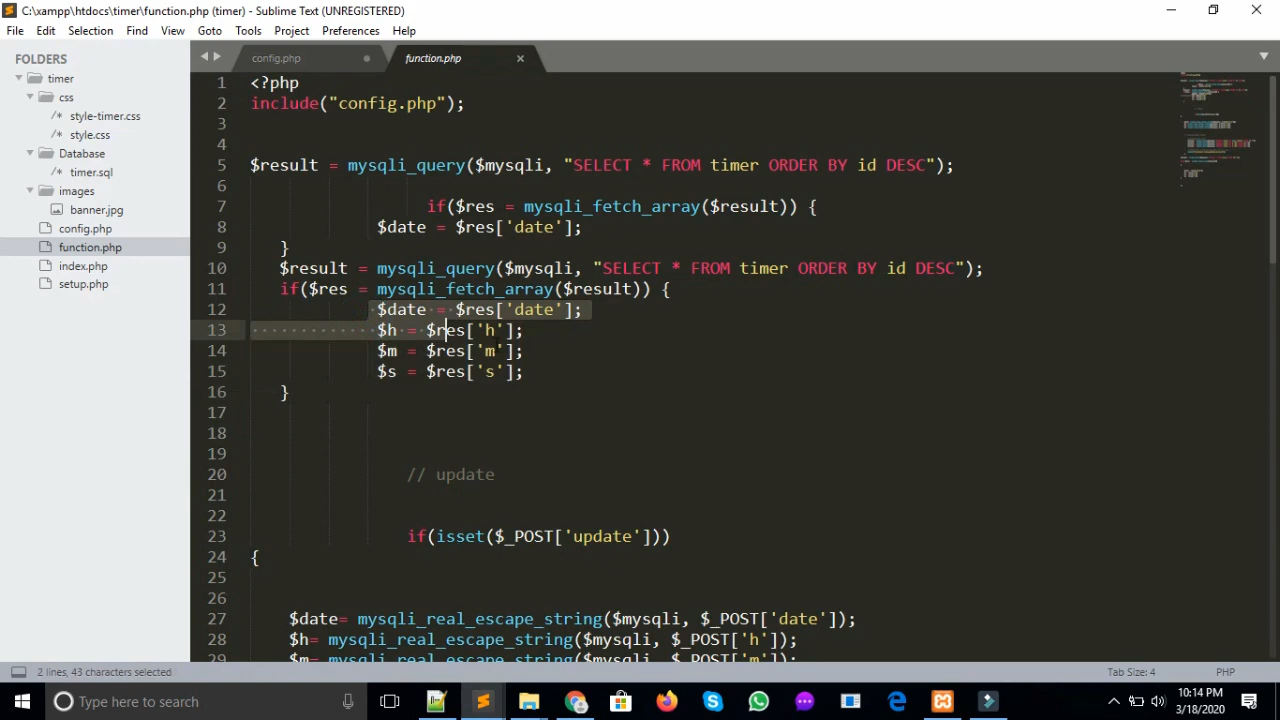 C:\xampp\htdocs\timer\function.php (timer) - Sublime Text (UNREGISTERED)
File Edit Selection Find View Goto Tools Project Preferences Help
FOLDERS
timer
css
/* style-timer.css
/* style.css
Database
timer.sql
images
banner.jpg
config.php
function.php
index.php
setup.php
config.php
function.php
1 <?php
2 include("config.php");
3
4
5 $result = mysqli_query($mysqli, "SELECT * FROM timer ORDER BY id DESC");
6
7 if($res = mysqli_fetch_array($result)) {
8 $date = $res['date'];
9 }
10 $result = mysqli_query($mysqli, "SELECT * FROM timer ORDER BY id DESC");
11 if($res = mysqli_fetch_array($result)) {
12 $date = $res['date'];
13 $h = $res['h'];
14 $m = $res['m'];
15 $s = $res['s'];
16 }
17
18
19
20 // update
21
22
23 if(isset($_POST['update']))
24 {
25
26
27 $date= mysqli_real_escape_string($mysqli, $_POST['date']);
28 $h= mysqli_real_escape_string($mysqli, $_POST['h']);
29 $m= mysqli_real_escape_string($mysqli, $_POST['m']);
2 lines, 43 characters selected
Tab Size: 4
PHP
Type here to search
10:14 PM
3/18/2020